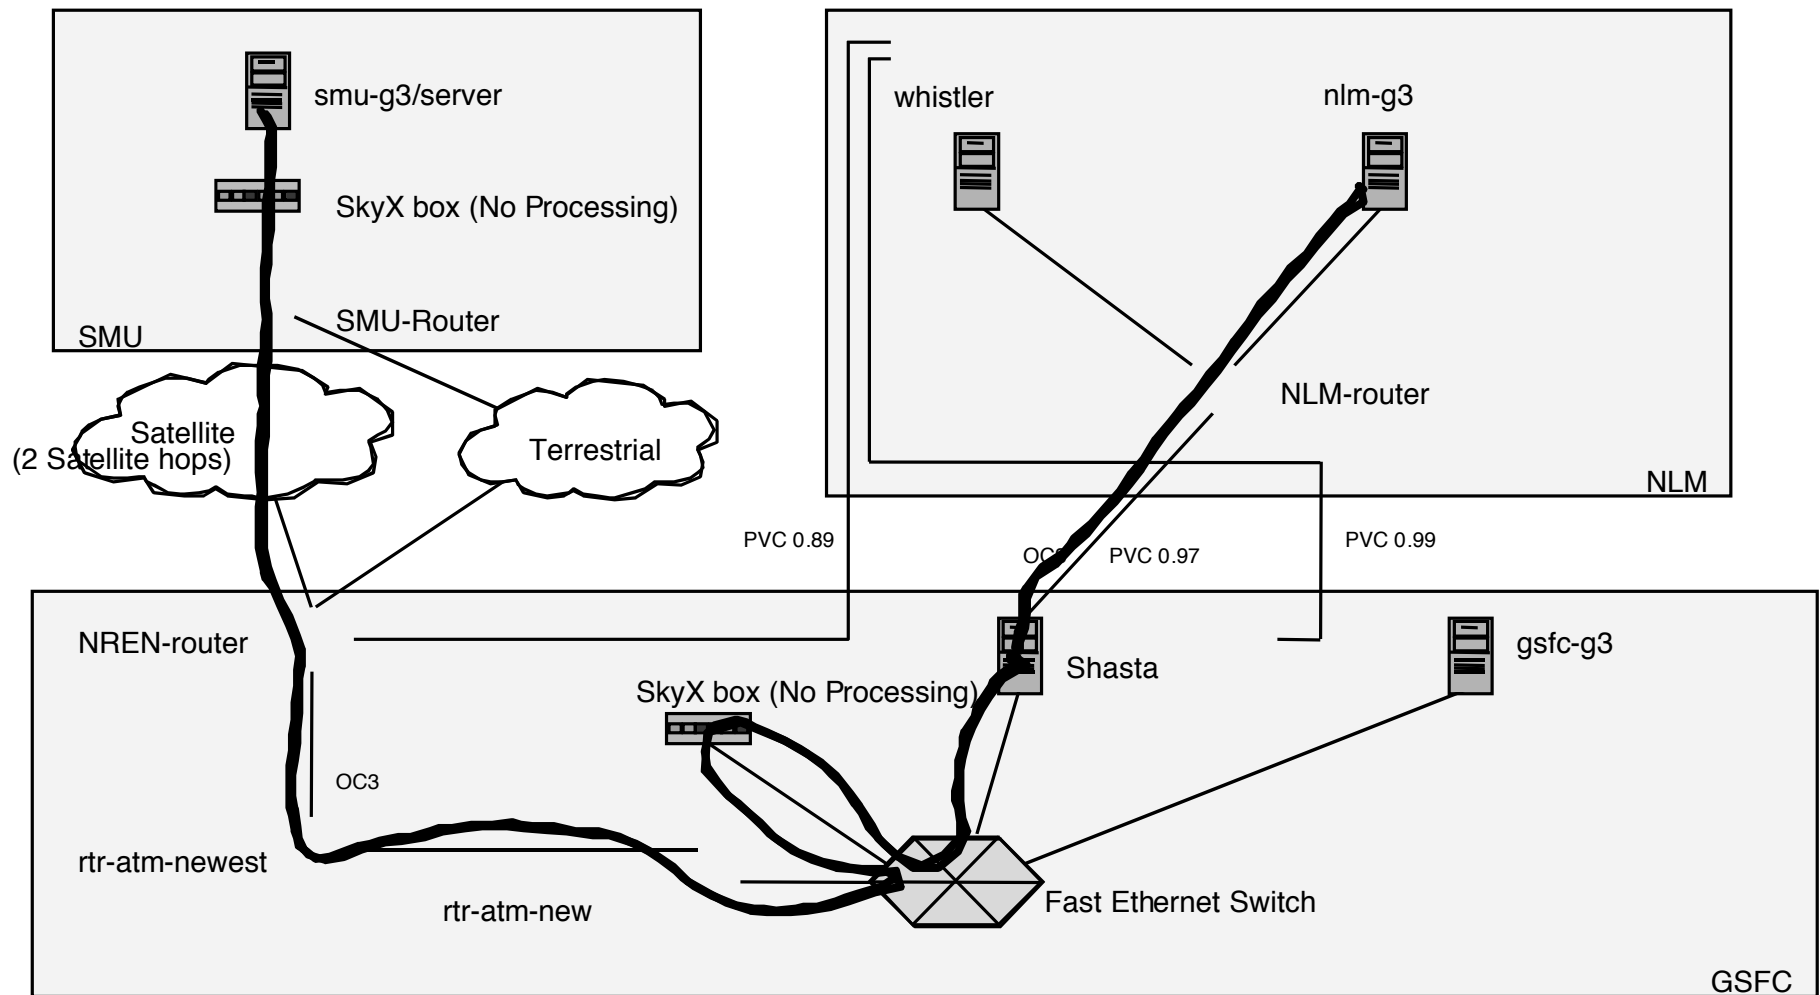 smu-g3/server
SkyX box (No Processing)
SMU-Router
SMU
whistler
nlm-g3
NLM-router
NLM
Satellite
(2 Satellite hops)
Terrestrial
PVC 0.89
PVC 0.97
PVC 0.99
NREN-router
Shasta
gsfc-g3
SkyX box (No Processing)
OC3
rtr-atm-newest
rtr-atm-new
Fast Ethernet Switch
GSFC